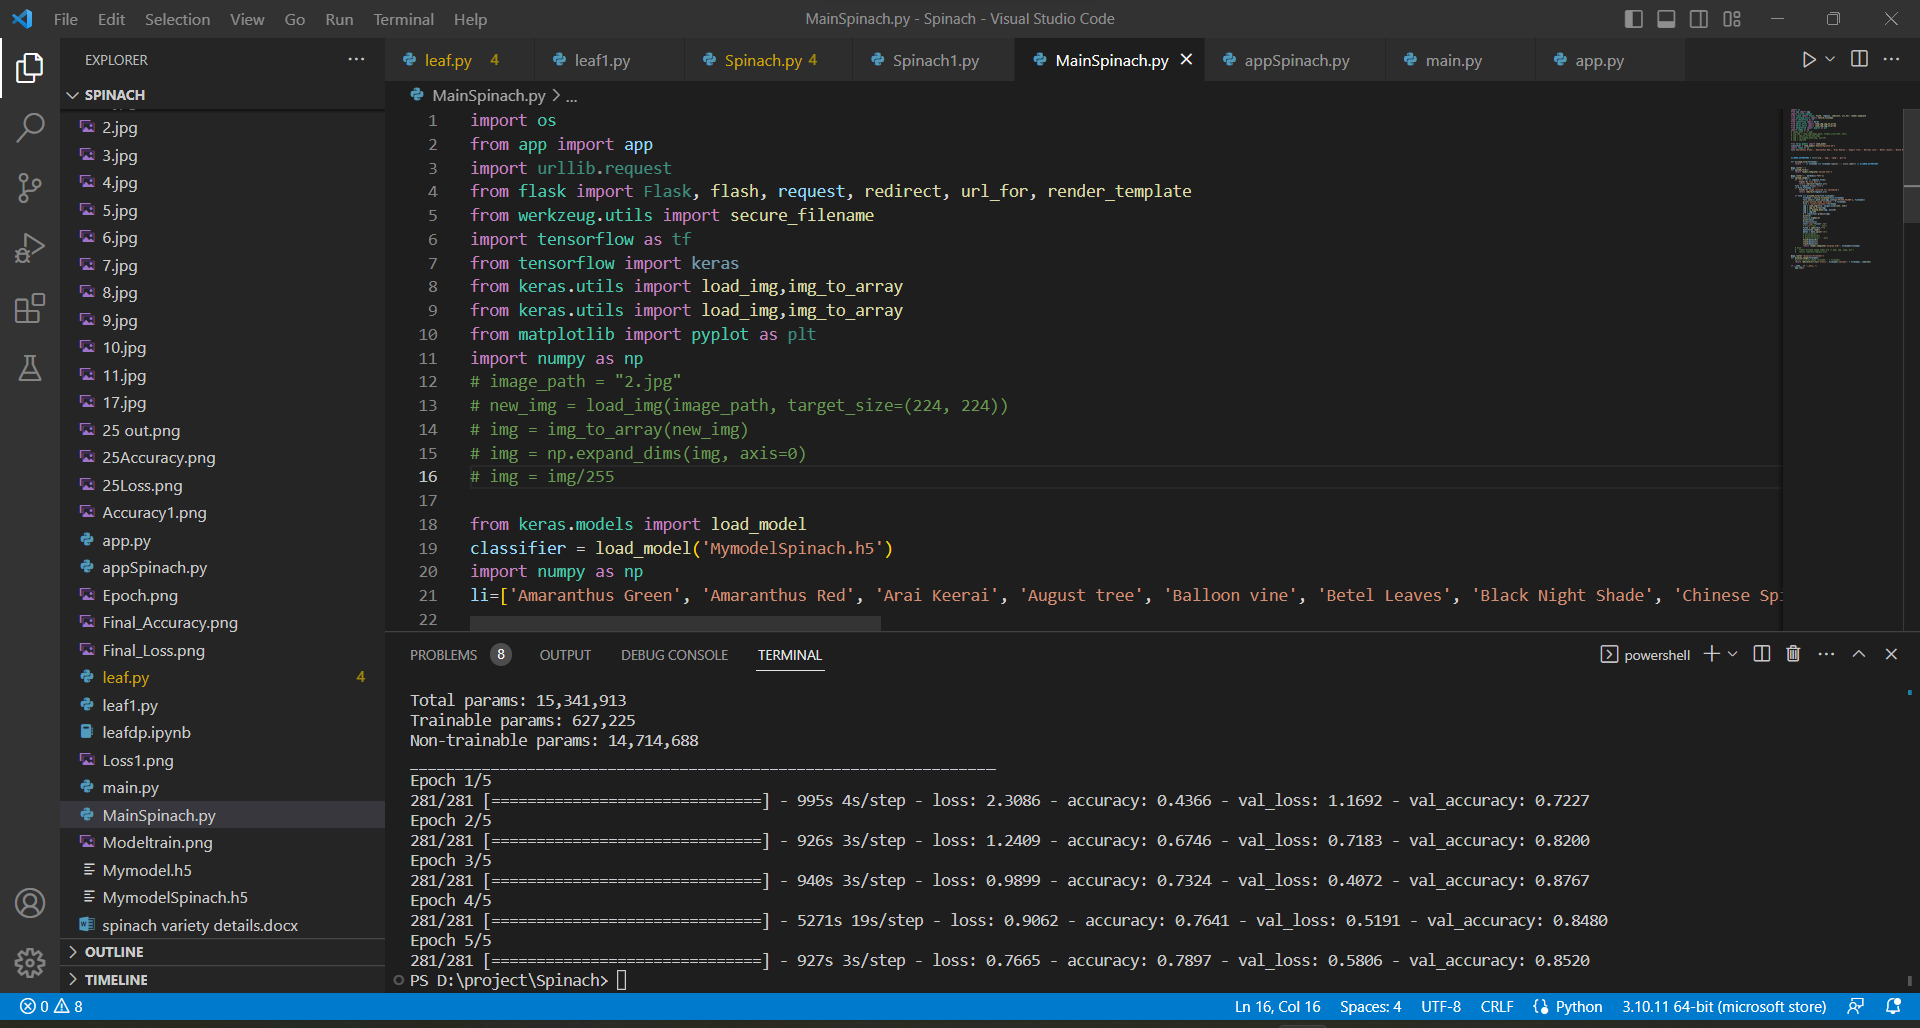 File Edit Selection View Go Run Terminal Help
MainSpinach.py - Spinach - Visual Studio Code
EXPLORER
SPINACH
2.jpg
3.jpg
4.jpg
5.jpg
6.jpg
7.jpg
8.jpg
9.jpg
10.jpg
11.jpg
17.jpg
25 out.png
25Accuracy.png
25Loss.png
Accuracy1.png
app.py
appSpinach.py
Epoch.png
Final_Accuracy.png
Final_Loss.png
leaf.py 4
leaf1.py
leafdp.ipynb
Loss1.png
main.py
MainSpinach.py
Modeltrain.png
Mymodel.h5
MymodelSpinach.h5
spinach variety details.docx
OUTLINE
TIMELINE
leaf.py 4 leaf1.py Spinach.py 4 Spinach1.py MainSpinach.py appSpinach.py main.py app.py
MainSpinach.py > ...
1 import os
2 from app import app
3 import urllib.request
4 from flask import Flask, flash, request, redirect, url_for, render_template
5 from werkzeug.utils import secure_filename
6 import tensorflow as tf
7 from tensorflow import keras
8 from keras.utils import load_img,img_to_array
9 from keras.utils import load_img,img_to_array
10 from matplotlib import pyplot as plt
11 import numpy as np
12 # image_path = "2.jpg"
13 # new_img = load_img(image_path, target_size=(224, 224))
14 # img = img_to_array(new_img)
15 # img = np.expand_dims(img, axis=0)
16 # img = img/255
17
18 from keras.models import load_model
19 classifier = load_model('MymodelSpinach.h5')
20 import numpy as np
21 li=['Amaranthus Green', 'Amaranthus Red', 'Arai Keerai', 'August tree', 'Balloon vine', 'Betel Leaves', 'Black Night Shade', 'Chinese Sp
22
PROBLEMS 8 OUTPUT DEBUG CONSOLE TERMINAL
powershell
Total params: 15,341,913
Trainable params: 627,225
Non-trainable params: 14,714,688
_________________________________________________________________
Epoch 1/5
281/281 [==============================] - 995s 4s/step - loss: 2.3086 - accuracy: 0.4366 - val_loss: 1.1692 - val_accuracy: 0.7227
Epoch 2/5
281/281 [==============================] - 926s 3s/step - loss: 1.2409 - accuracy: 0.6746 - val_loss: 0.7183 - val_accuracy: 0.8200
Epoch 3/5
281/281 [==============================] - 940s 3s/step - loss: 0.9899 - accuracy: 0.7324 - val_loss: 0.4072 - val_accuracy: 0.8767
Epoch 4/5
281/281 [==============================] - 5271s 19s/step - loss: 0.9062 - accuracy: 0.7641 - val_loss: 0.5191 - val_accuracy: 0.8480
Epoch 5/5
281/281 [==============================] - 927s 3s/step - loss: 0.7665 - accuracy: 0.7897 - val_loss: 0.5806 - val_accuracy: 0.8520
PS D:\project\Spinach>
0 8
Ln 16, Col 16 Spaces: 4 UTF-8 CRLF Python 3.10.11 64-bit (microsoft store)